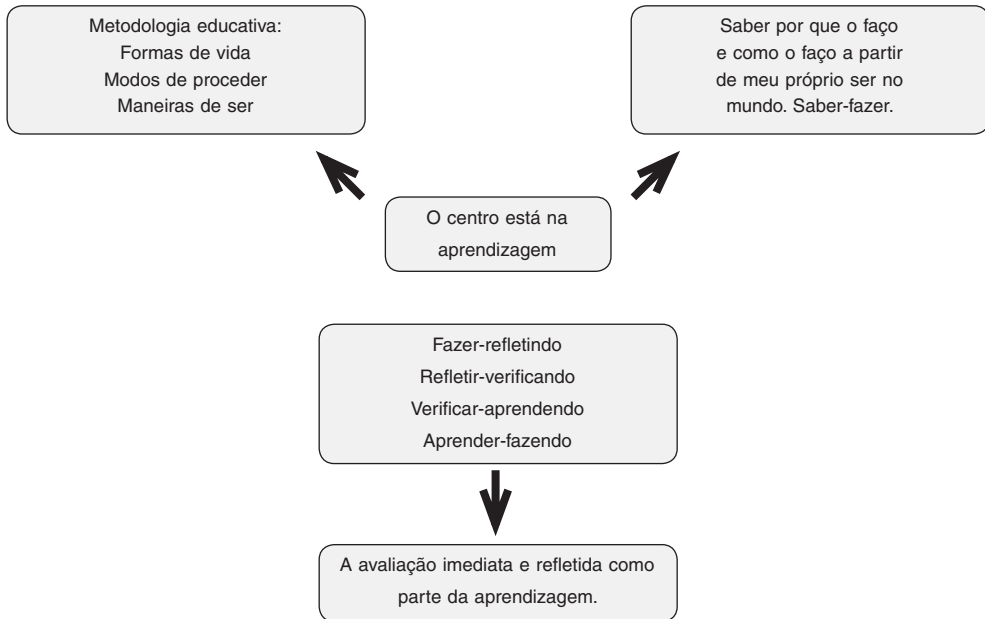 Metodologia educativa:
Formas de vida
Modos de proceder
Maneiras de ser
Saber por que o faço
e como o faço a partir
de meu próprio ser no
mundo. Saber-fazer.
O centro está na
aprendizagem
Fazer-refletindo
Refletir-verificando
Verificar-aprendendo
Aprender-fazendo
A avaliação imediata e refletida como
parte da aprendizagem.